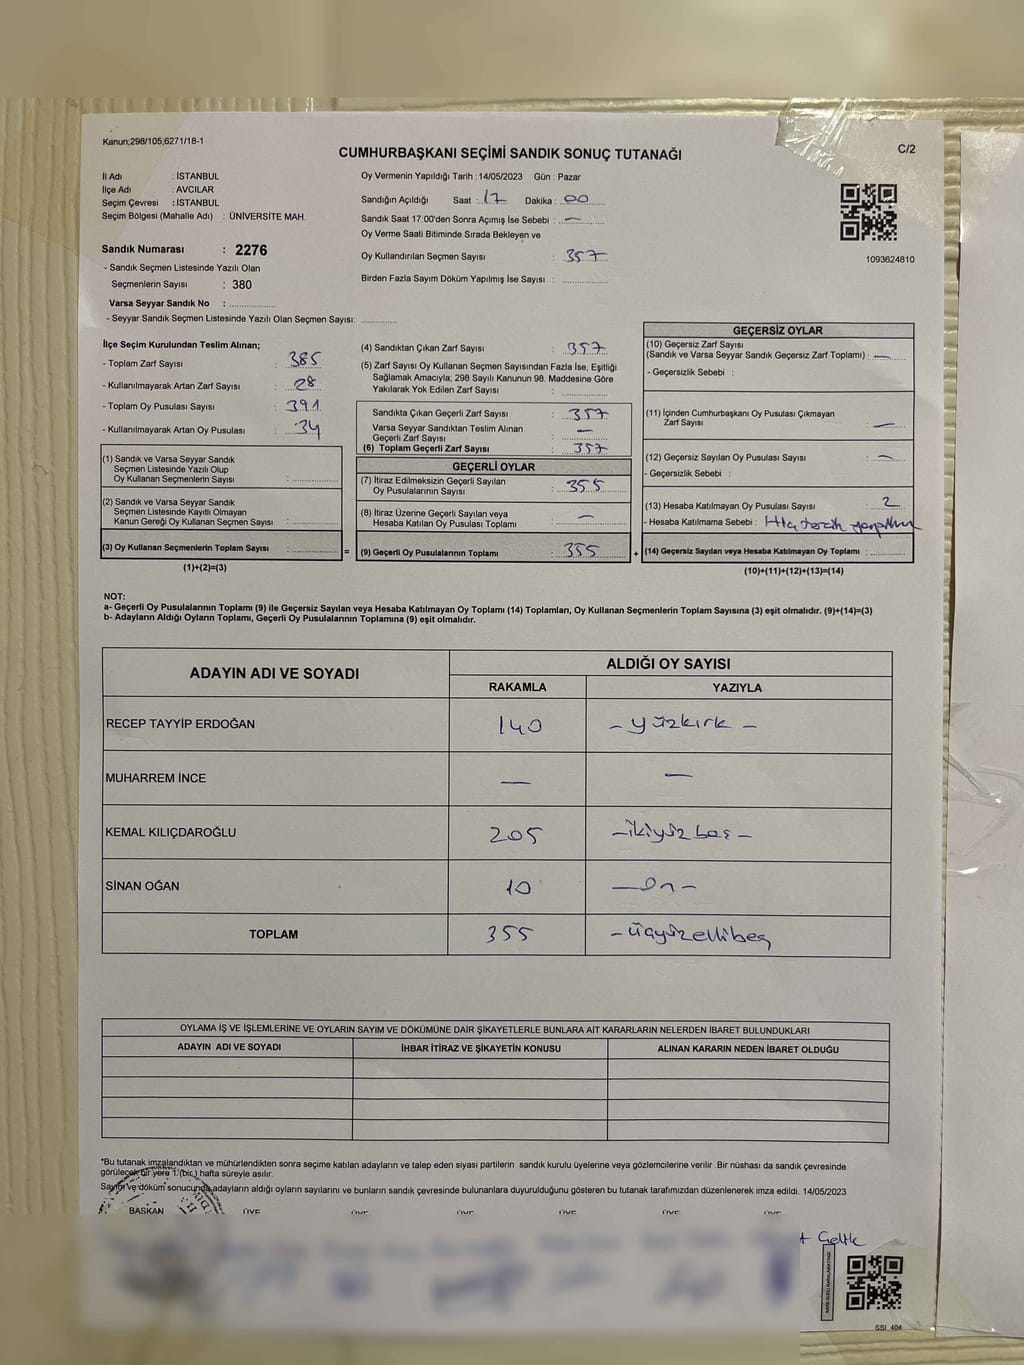 Kanun;298/105,6271/18-1
C/2
CUMHURBAŞKANI SEÇİMİ SANDIK SONUÇ TUTANAĞI
İl Adı : İSTANBUL
İlçe Adı : AVCILAR
Seçim Çevresi : İSTANBUL
Seçim Bölgesi (Mahalle Adı) : ÜNİVERSİTE MAH.
Sandık Numarası : 2276
- Sandık Seçmen Listesinde Yazılı Olan
Seçmenlerin Sayısı : 380
Varsa Seyyar Sandık No :
- Seyyar Sandık Seçmen Listesinde Yazılı Olan Seçmen Sayısı:
Oy Vermenin Yapıldığı Tarih :14/05/2023 Gün : Pazar
Sandığın Açıldığı Saat : 17 Dakika : 00
Sandık Saat 17:00'den Sonra Açımış İse Sebebi : —
Oy Verme Saati Bitiminde Sırada Bekleyen ve
Oy Kullandırılan Seçmen Sayısı : 357
Birden Fazla Sayım Döküm Yapılmış İse Sayısı :
1093624810
İlçe Seçim Kurulundan Teslim Alınan;
- Toplam Zarf Sayısı : 385
- Kullanılmayarak Artan Zarf Sayısı : 28
- Toplam Oy Pusulası Sayısı : 391
- Kullanılmayarak Artan Oy Pusulası : 34
(1) Sandık ve Varsa Seyyar Sandık
Seçmen Listesinde Yazılı Olup
Oy Kullanan Seçmenlerin Sayısı :
(2) Sandık ve Varsa Seyyar Sandık
Seçmen Listesinde Kayıtlı Olmayan
Kanun Gereği Oy Kullanan Seçmen Sayısı :
(3) Oy Kullanan Seçmenlerin Toplam Sayısı :
(1)+(2)=(3)
(4) Sandıktan Çıkan Zarf Sayısı : 357
(5) Zarf Sayısı Oy Kullanan Seçmen Sayısından Fazla İse, Eşitliği
Sağlamak Amacıyla; 298 Sayılı Kanunun 98. Maddesine Göre
Yakılarak Yok Edilen Zarf Sayısı :
Sandıkta Çıkan Geçerli Zarf Sayısı : 357
Varsa Seyyar Sandıktan Teslim Alınan
Geçerli Zarf Sayısı : —
(6) Toplam Geçerli Zarf Sayısı : 357
GEÇERLİ OYLAR
(7) İtiraz Edilmeksizin Geçerli Sayılan
Oy Pusulalarının Sayısı : 355
(8) İtiraz Üzerine Geçerli Sayılan veya
Hesaba Katılan Oy Pusulası Toplamı : —
= (9) Geçerli Oy Pusulalarının Toplamı : 355 +
GEÇERSİZ OYLAR
(10) Geçersiz Zarf Sayısı
(Sandık ve Varsa Seyyar Sandık Geçersiz Zarf Toplamı) : —
- Geçersizlik Sebebi :
(11) İçinden Cumhurbaşkanı Oy Pusulası Çıkmayan
Zarf Sayısı : —
(12) Geçersiz Sayılan Oy Pusulası Sayısı : —
- Geçersizlik Sebebi :
(13) Hesaba Katılmayan Oy Pusulası Sayısı : 2
- Hesaba Katılmama Sebebi :
(14) Geçersiz Sayılan veya Hesaba Katılmayan Oy Toplamı :
(10)+(11)+(12)+(13)=(14)
NOT:
a- Geçerli Oy Pusulalarının Toplamı (9) ile Geçersiz Sayılan veya Hesaba Katılmayan Oy Toplamı (14) Toplamları, Oy Kullanan Seçmenlerin Toplam Sayısına (3) eşit olmalıdır. (9)+(14)=(3)
b- Adayların Aldığı Oyların Toplamı, Geçerli Oy Pusulalarının Toplamına (9) eşit olmalıdır.
ADAYIN ADI VE SOYADI ALDIĞI OY SAYISI
RAKAMLA YAZIYLA
RECEP TAYYİP ERDOĞAN 140 - yüzkırk -
MUHARREM İNCE — —
KEMAL KILIÇDAROĞLU 205 - ikiyüz beş -
SİNAN OĞAN 10 - on -
TOPLAM 355 - üçyüzellibeş
OYLAMA İŞ VE İŞLEMLERİNE VE OYLARIN SAYIM VE DÖKÜMÜNE DAİR ŞİKAYETLERLE BUNLARA AİT KARARLARIN NELERDEN İBARET BULUNDUKLARI
ADAYIN ADI VE SOYADI İHBAR İTİRAZ VE ŞİKAYETİN KONUSU ALINAN KARARIN NEDEN İBARET OLDUĞU
*Bu tutanak imzalandıktan ve mühürlendikten sonra seçime katılan adayların ve talep eden siyasi partilerin sandık kurulu üyelerine veya gözlemcilerine verilir .Bir nüshası da sandık çevresinde
görülecek bir yere 1.(bir.) hafta süreyle asılır.
Sayım ve döküm sonucunda adayların aldığı oyların sayılarını ve bunların sandık çevresinde bulunanlara duyurulduğunu gösteren bu tutanak tarafımızdan düzenlenerek imza edildi. 14/05/2023
BAŞKAN ÜYE ÜYE ÜYE ÜYE ÜYE ÜYE
SSI_404